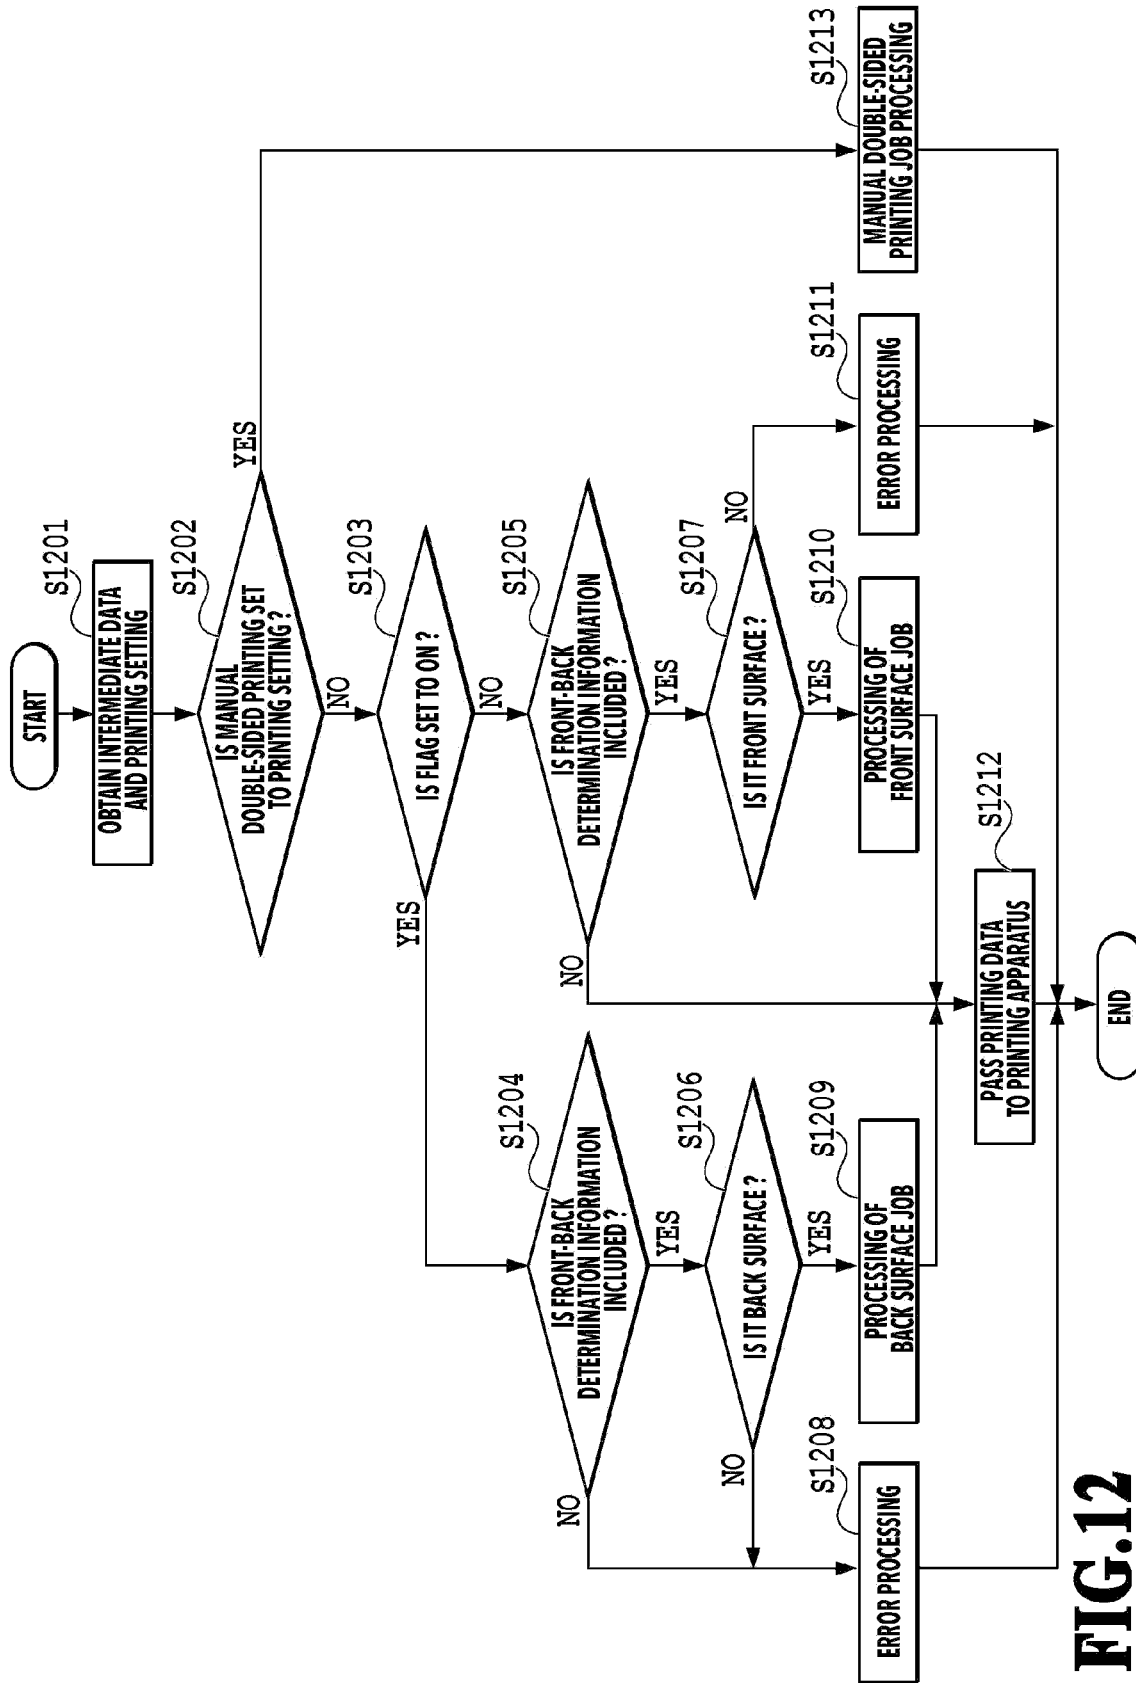 START
S1201
OBTAIN INTERMEDIATE DATA
AND PRINTING SETTING
S1202
IS MANUAL
DOUBLE-SIDED PRINTING SET
TO PRINTING SETTING ?
YES
NO
S1203
IS FLAG SET TO ON ?
YES
NO
S1204
IS FRONT-BACK
DETERMINATION INFORMATION
INCLUDED ?
NO
YES
S1205
IS FRONT-BACK
DETERMINATION INFORMATION
INCLUDED ?
NO
YES
S1206
IS IT BACK SURFACE ?
NO
YES
S1207
IS IT FRONT SURFACE ?
NO
YES
S1208
ERROR PROCESSING
S1209
PROCESSING OF
BACK SURFACE JOB
S1210
PROCESSING OF
FRONT SURFACE JOB
S1211
ERROR PROCESSING
S1213
MANUAL DOUBLE-SIDED
PRINTING JOB PROCESSING
S1212
PASS PRINTING DATA
TO PRINTING APPARATUS
END
FIG.12